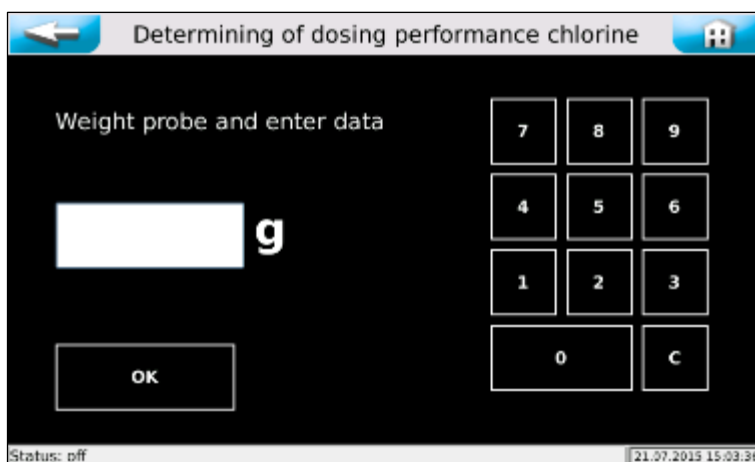 Determining of dosing performance chlorine
Weight probe and enter data
7 8 9
g
4 5 6
1 2 3
OK
0 C
Status: off
21.07.2015 15:03:3